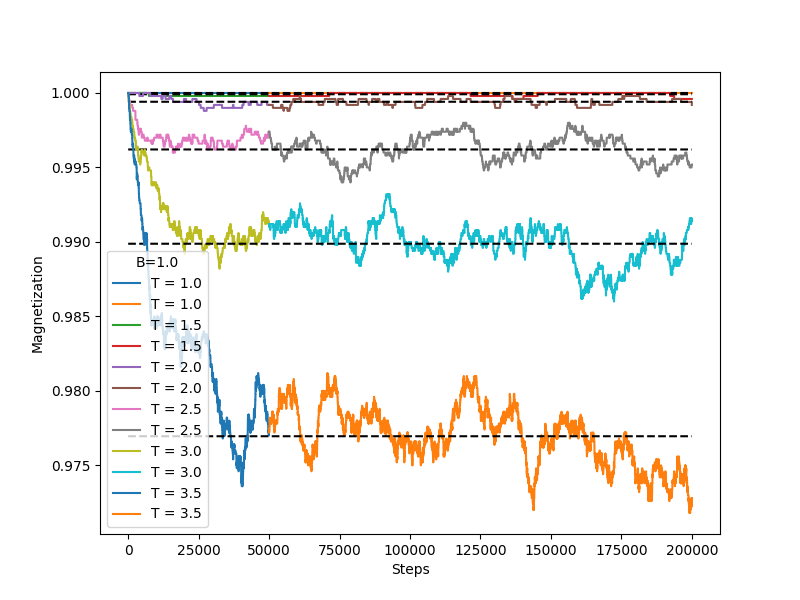 1.000
0.995
0.990
0.985
0.980
0.975
Magnetization
B=1.0
T = 1.0
T = 1.0
T = 1.5
T = 1.5
T = 2.0
T = 2.0
T = 2.5
T = 2.5
T = 3.0
T = 3.0
T = 3.5
T = 3.5
0 25000 50000 75000 100000 125000 150000 175000 200000
Steps